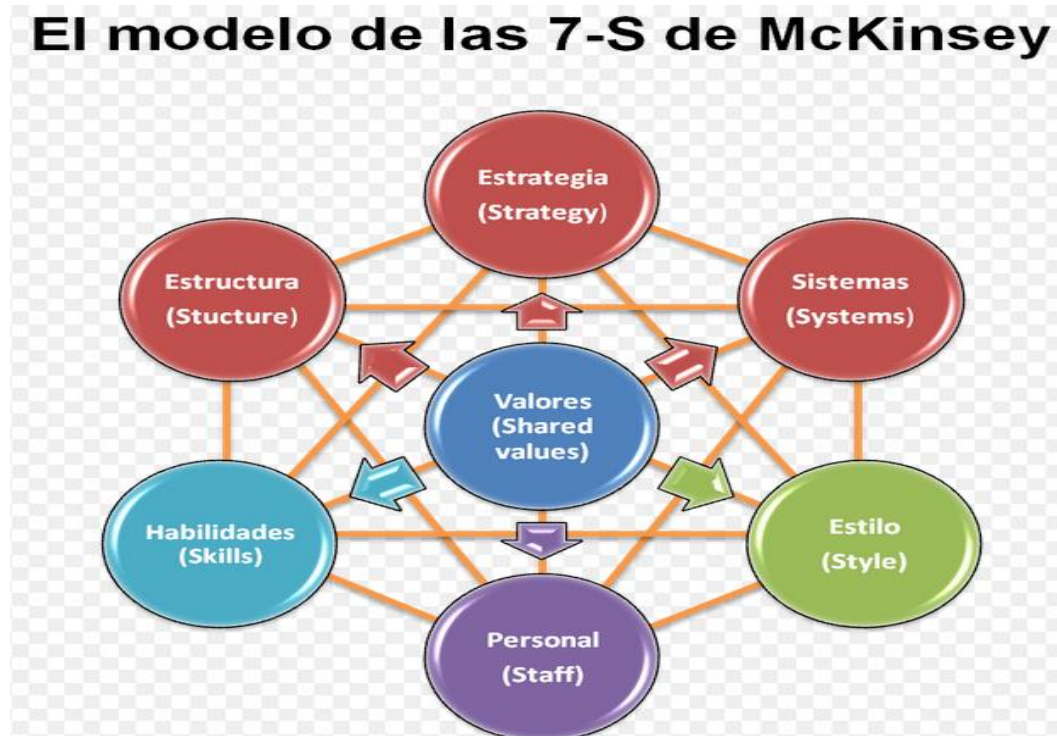 El modelo de las 7-S de McKinsey
Estrategia
(Strategy)
Estructura
(Stucture)
Sistemas
(Systems)
Valores
(Shared
values)
Habilidades
(Skills)
Estilo
(Style)
Personal
(Staff)